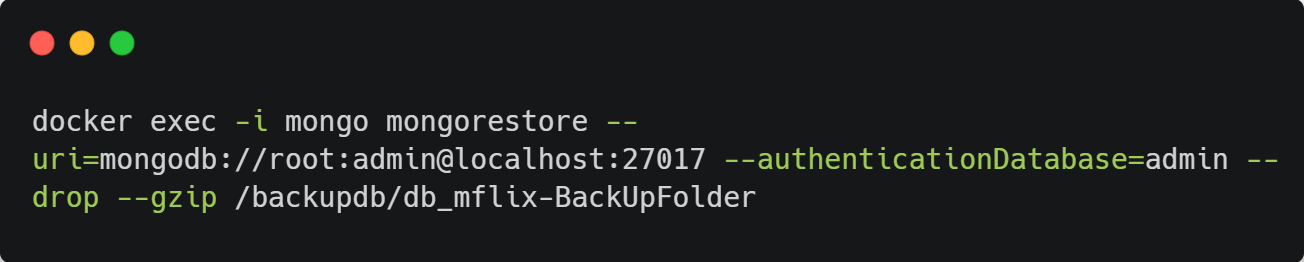 docker exec -i mongo mongorestore --
uri=mongodb://root:admin@localhost:27017 --authenticationDatabase=admin --
drop --gzip /backupdb/db_mflix-BackUpFolder